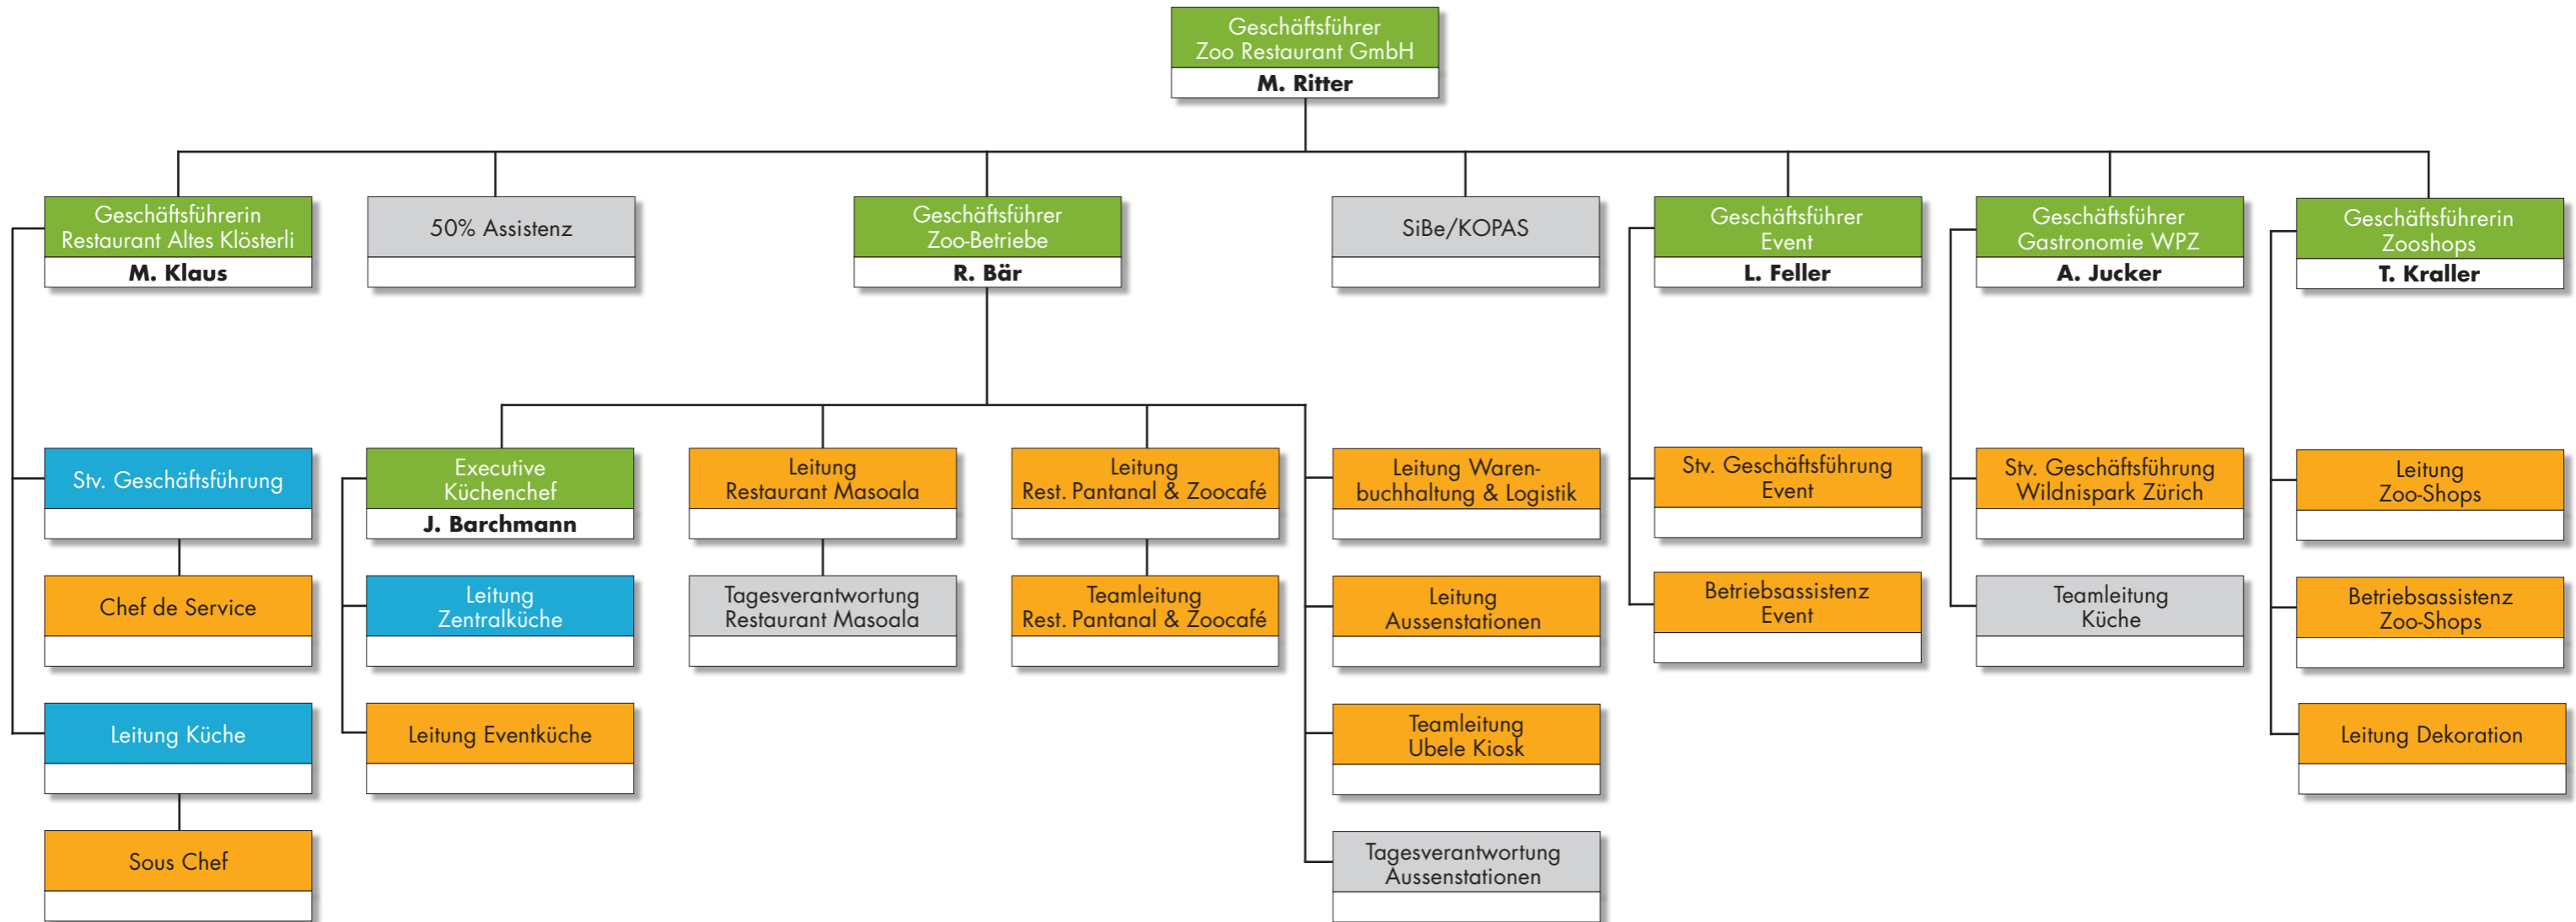 Geschäftsführer
Zoo Restaurant GmbH
M. Ritter
Geschäftsführerin
Restaurant Altes Klösterli
M. Klaus
50% Assistenz
Geschäftsführer
Zoo-Betriebe
R. Bär
SiBe/KOPAS
Geschäftsführer
Event
L. Feller
Geschäftsführer
Gastronomie WPZ
A. Jucker
Geschäftsführerin
Zooshops
T. Kraller
Stv. Geschäftsführung
Executive
Küchenchef
J. Barchmann
Leitung
Restaurant Masoala
Leitung
Rest. Pantanal & Zoocafé
Leitung Waren-
buchhaltung & Logistik
Stv. Geschäftsführung
Event
Stv. Geschäftsführung
Wildnispark Zürich
Leitung
Zoo-Shops
Chef de Service
Leitung
Zentralküche
Tagesverantwortung
Restaurant Masoala
Teamleitung
Rest. Pantanal & Zoocafé
Leitung
Aussenstationen
Betriebsassistenz
Event
Teamleitung
Küche
Betriebsassistenz
Zoo-Shops
Leitung Küche
Leitung Eventküche
Teamleitung
Ubele Kiosk
Leitung Dekoration
Sous Chef
Tagesverantwortung
Aussenstationen